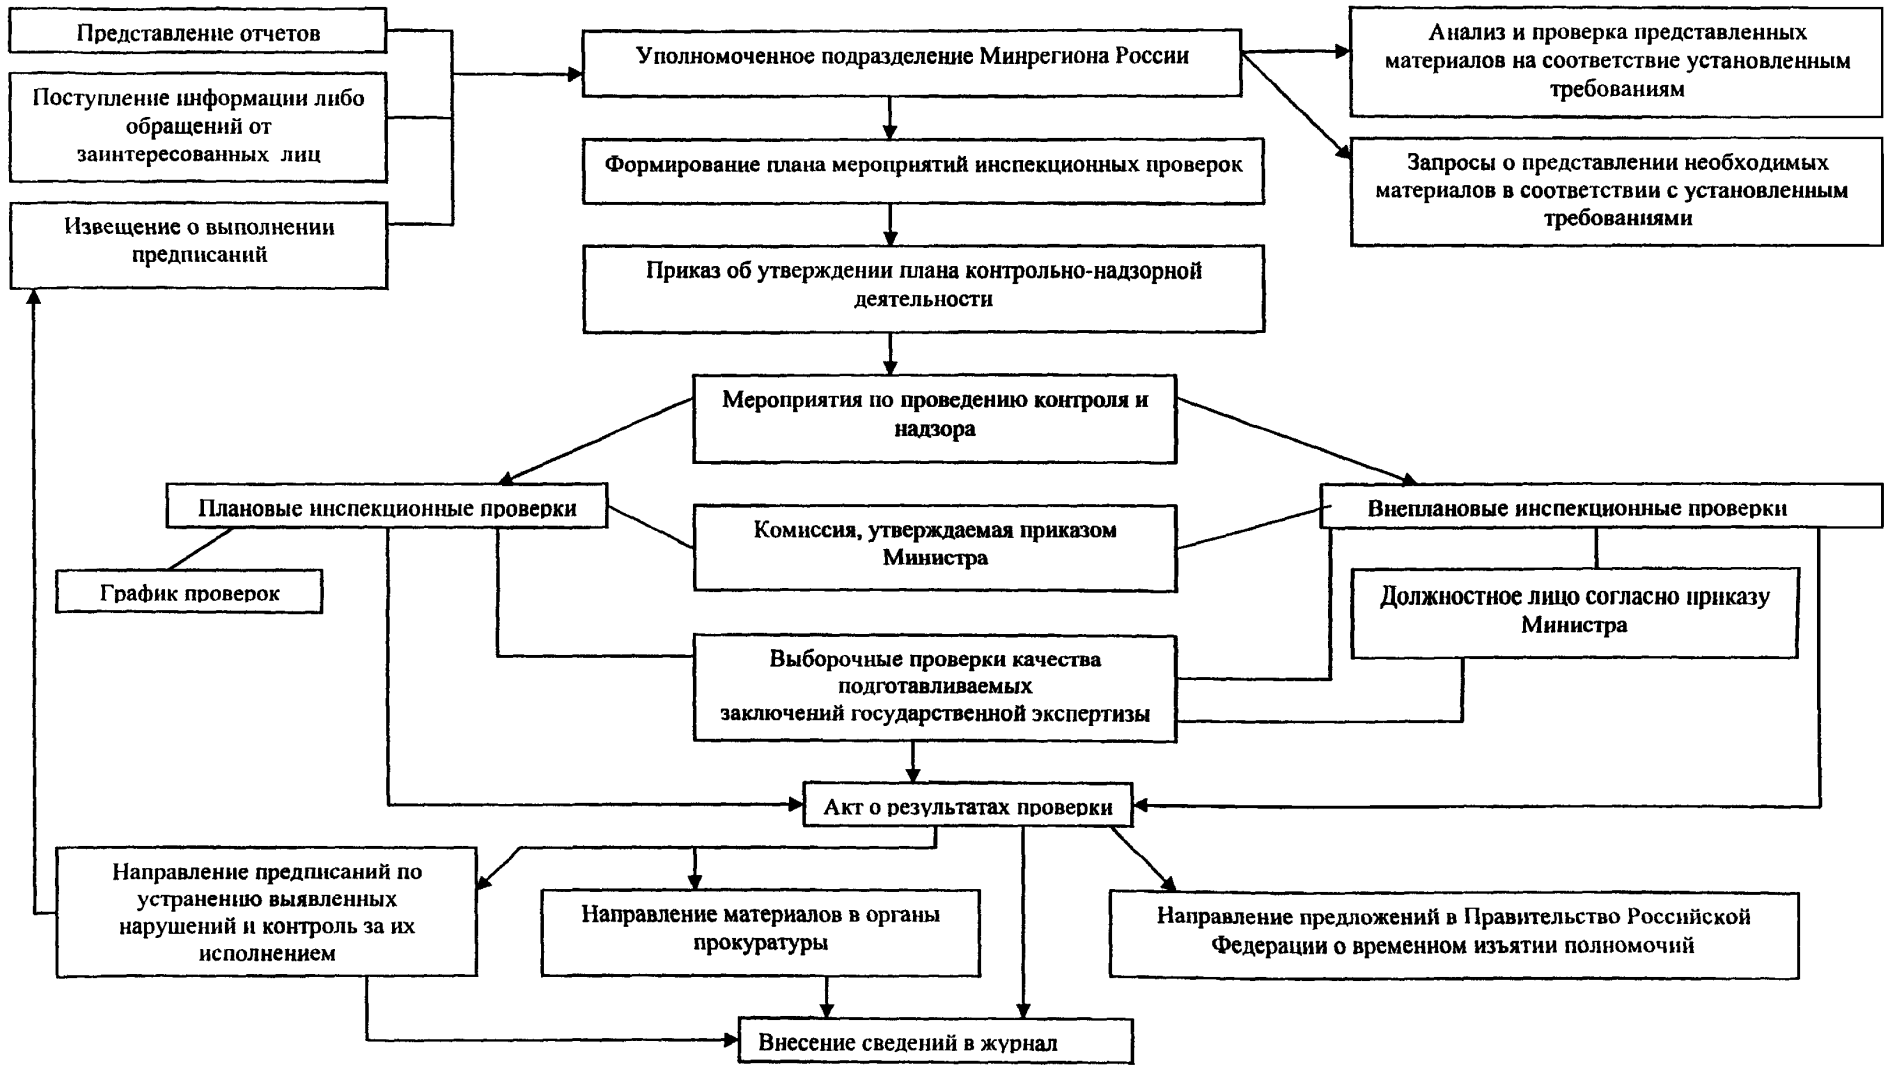 Представление отчетов
Поступление информации либо
обращений от
заинтересованных лиц
Извещение о выполнении
предписаний
Уполномоченное подразделение Минрегиона России
Формирование плана мероприятий инспекционных проверок
Приказ об утверждении плана контрольно-надзорной
деятельности
Анализ и проверка представленных
материалов на соответствие установленным
требованиям
Запросы о представлении необходимых
материалов в соответствии с установленным
требованиями
Мероприятия по проведению контроля и
надзора
Плановые инспекционные проверки
График проверок
Комиссия, утверждаемая приказом
Министра
Внеплановые инспекционные проверки
Должностное лицо согласно приказу
Министра
Выборочные проверки качества
подготавливаемых
заключений государственной экспертизы
Акт о результатах проверки
Направление предписаний по
устранению выявленных
нарушений и контроль за их
исполнением
Направление материалов в органы
прокуратуры
Направление предложений в Правительство Российской
Федерации о временном изъятии полномочий
Внесение сведений в журнал